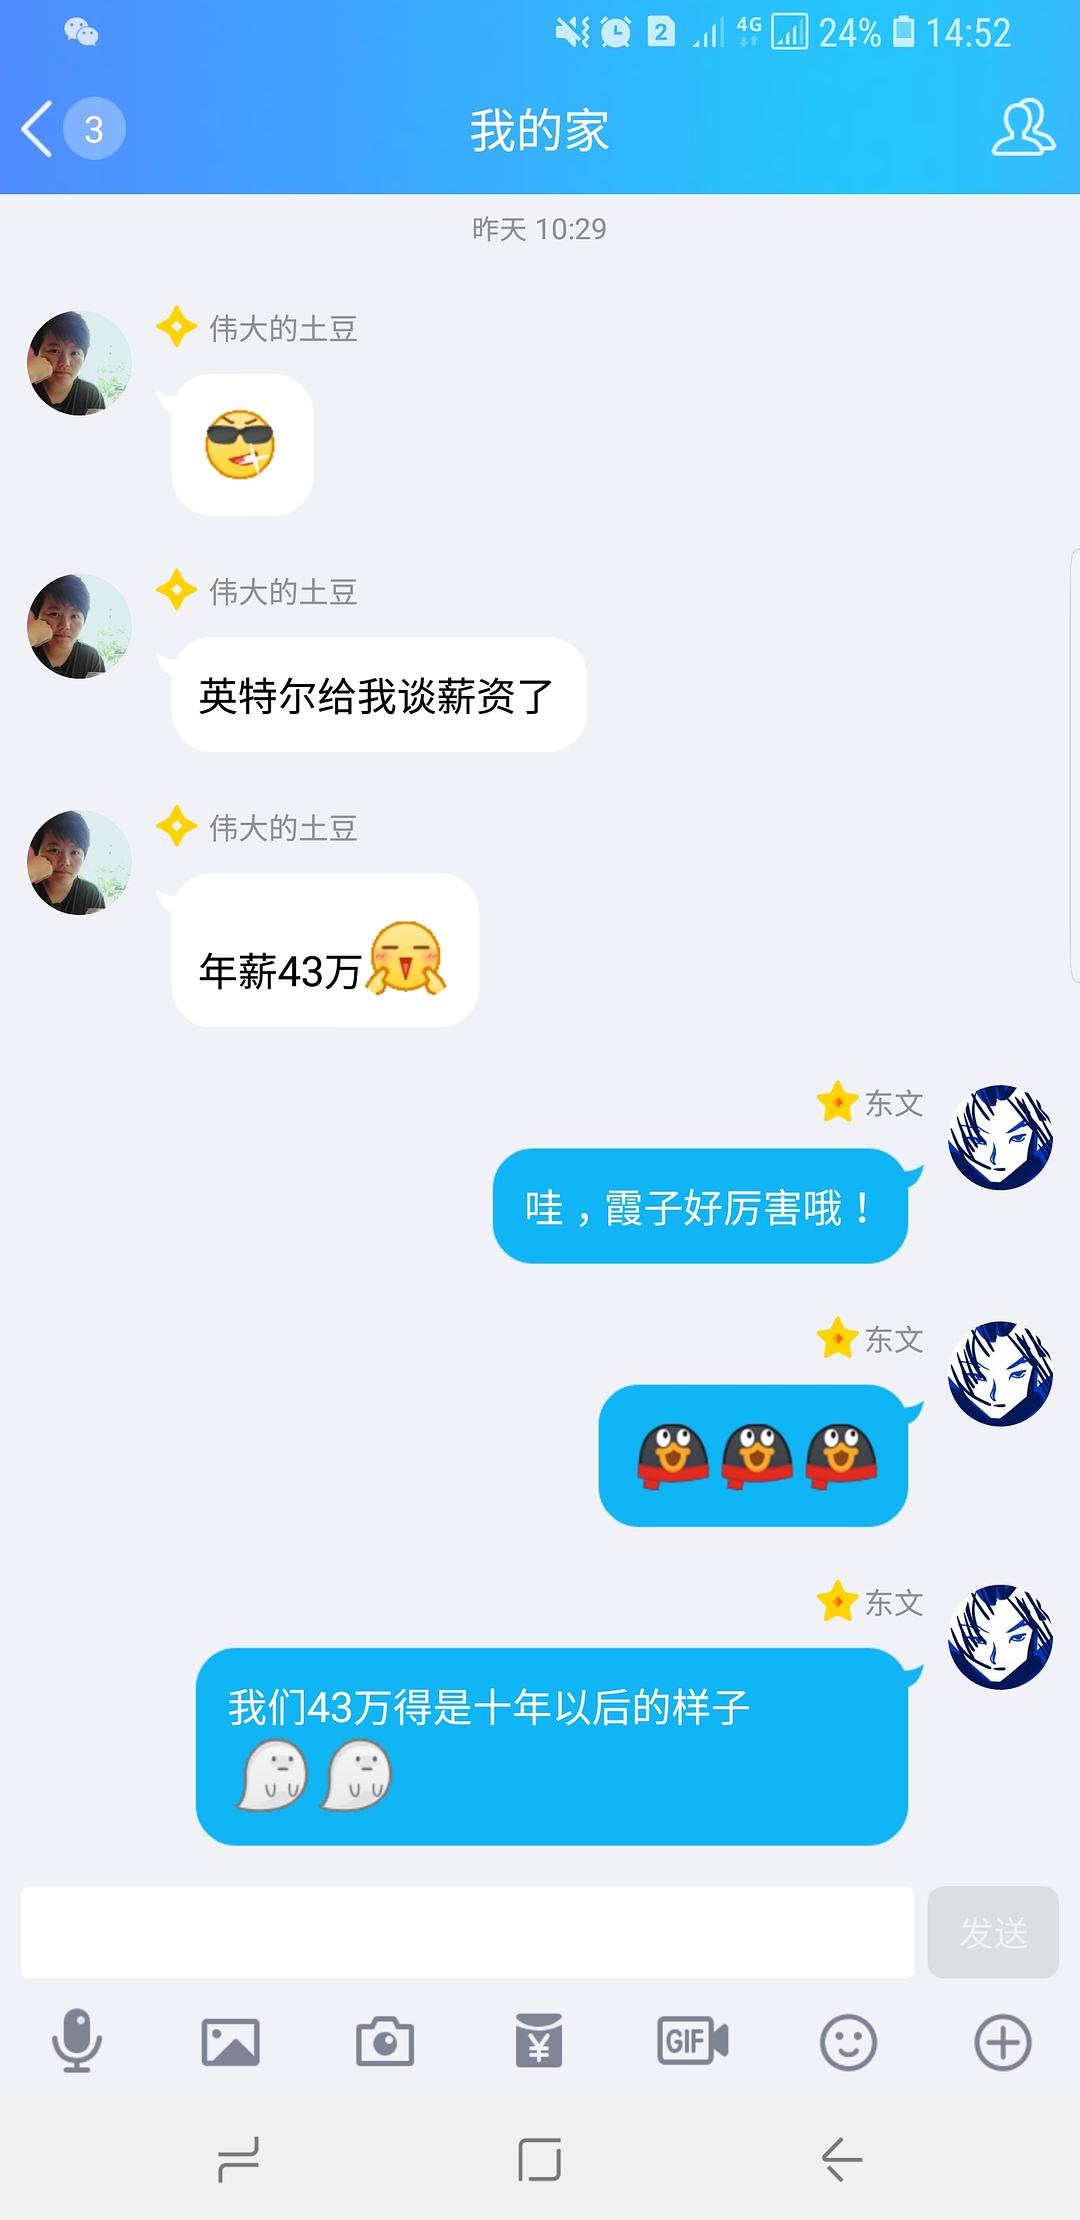 2 4G 24% 14:52
3 我的家
昨天 10:29
伟大的土豆
伟大的土豆
英特尔给我谈薪资了
伟大的土豆
年薪43万
东文
哇，霞子好厉害哦！
东文
东文
我们43万得是十年以后的样子
发送
¥ GIF